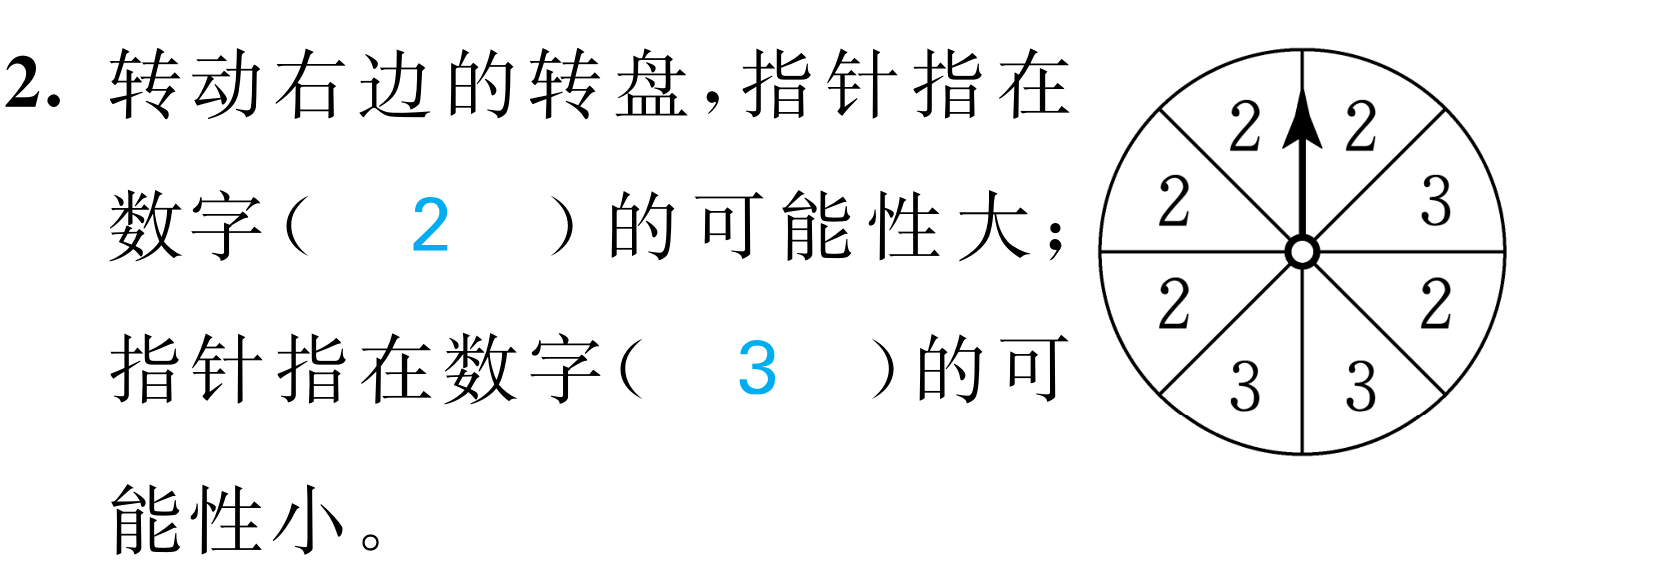 2. 转动右边的转盘,指针指在
数字( 2 )的可能性大;
指针指在数字( 3 )的可
能性小。
2 2
2 3
2 2
3 3